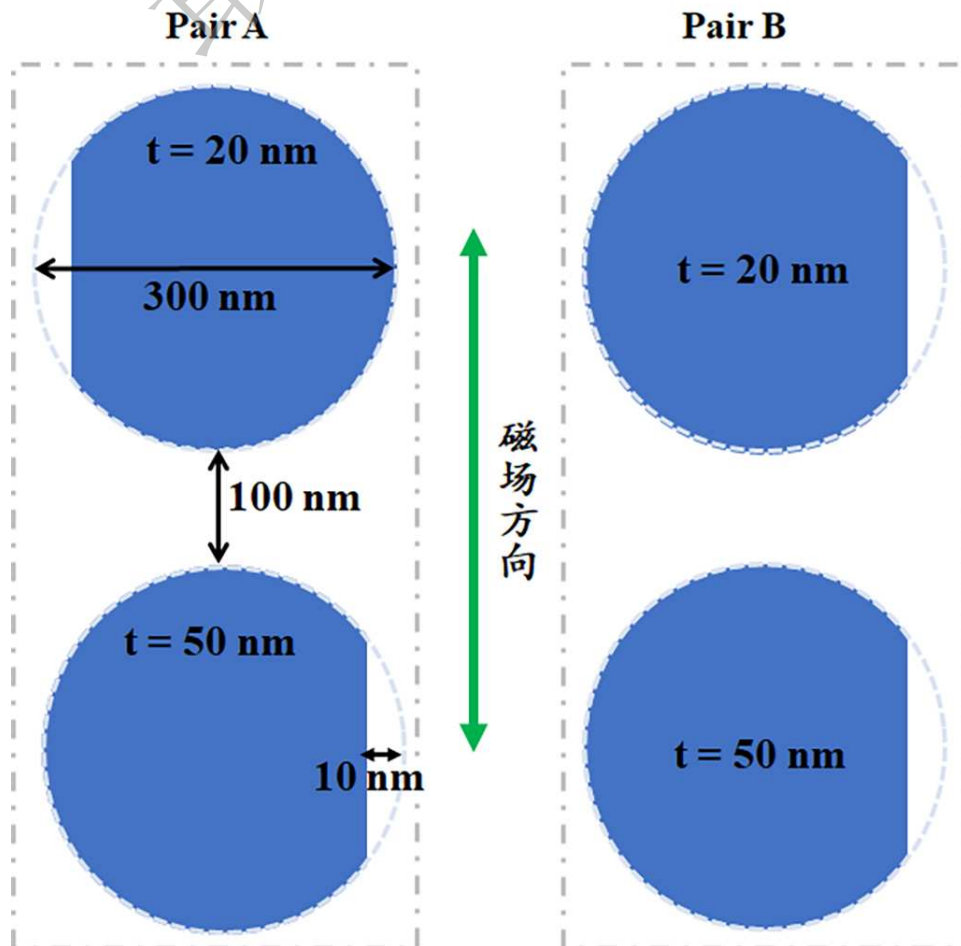 Pair A
Pair B
t = 20 nm
300 nm
100 nm
t = 50 nm
10 nm
磁场方向
t = 20 nm
t = 50 nm